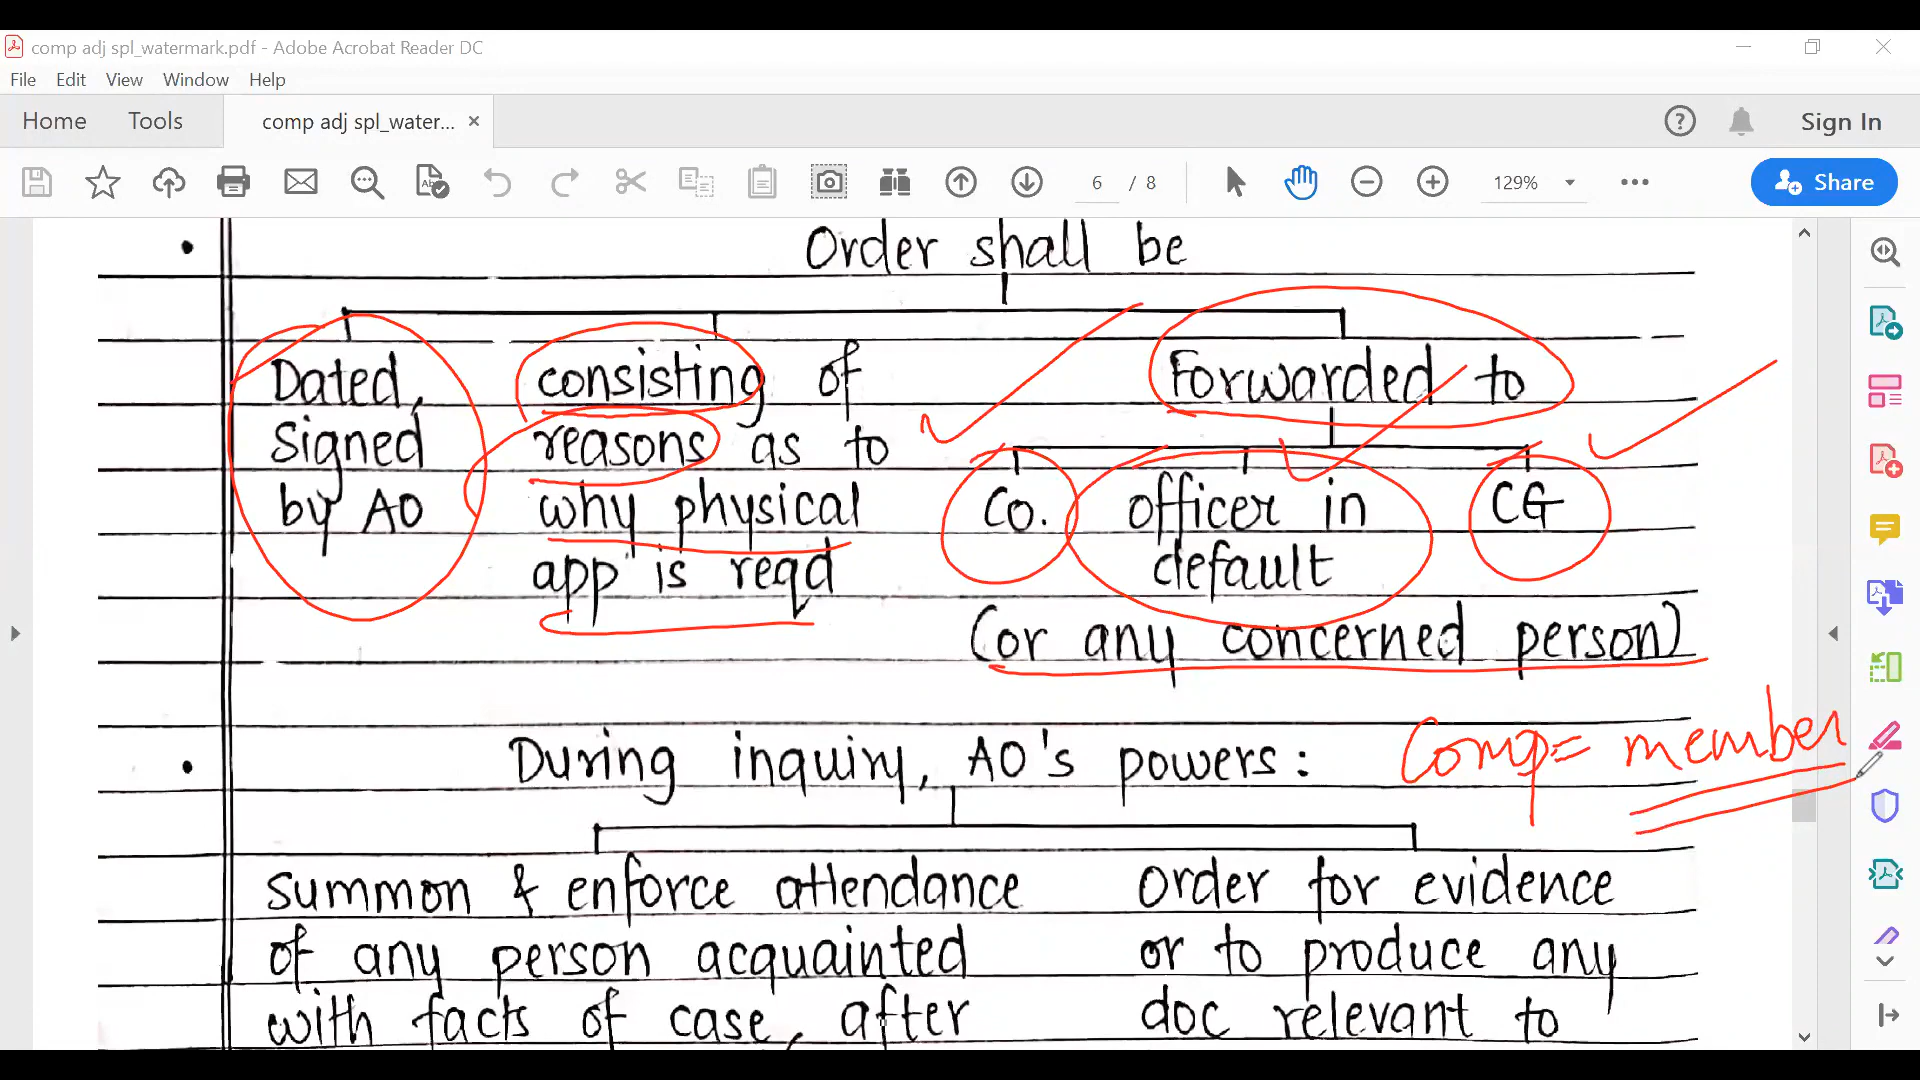 comp adj spl_watermark.pdf - Adobe Acrobat Reader DC
File Edit View Window Help
Home Tools comp adj spl_water... × Sign In
6 / 8 129% Share
• Order shall be
Dated, consisting of Forwarded to
Signed reasons as to
by AO why physical Co. officer in CG
app is reqd default
(or any concerned person)
• During inquiry, AO's powers: Comp = member
summon & enforce attendance order for evidence
of any person acquainted or to produce any
with facts of case, after doc relevant to